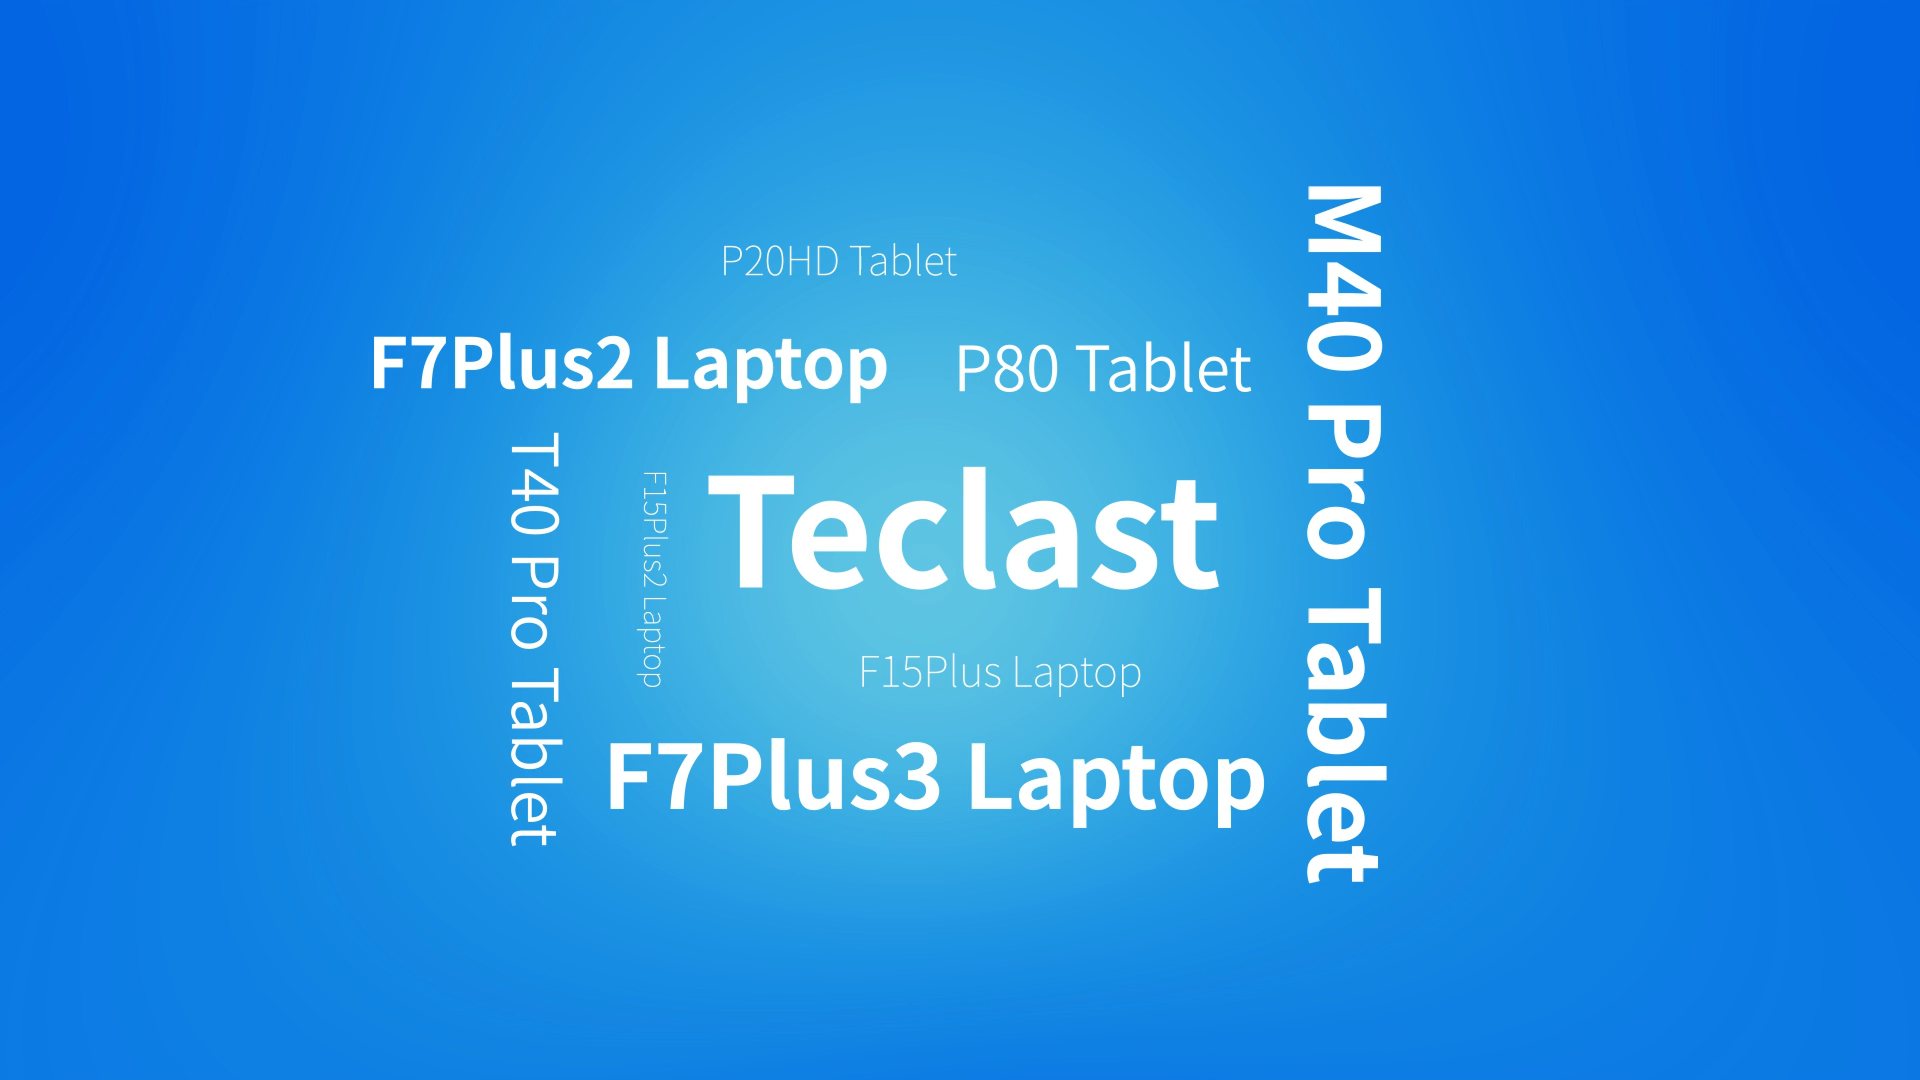 P20HD Tablet
F7Plus2 Laptop
P80 Tablet
M40 Pro Tablet
T40 Pro Tablet
F15Plus2 Laptop
Teclast
F15Plus Laptop
F7Plus3 Laptop